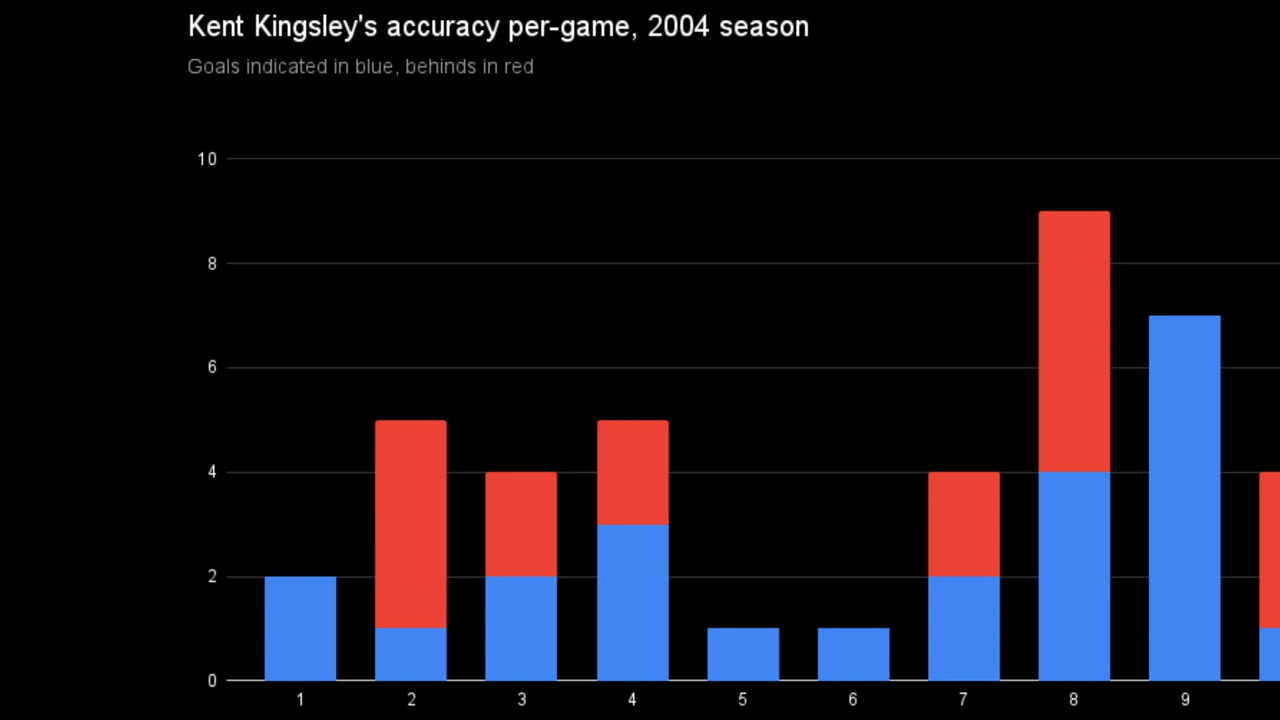 Kent Kingsley's accuracy per-game, 2004 season
Goals indicated in blue, behinds in red
10
8
6
4
2
0
1 2 3 4 5 6 7 8 9